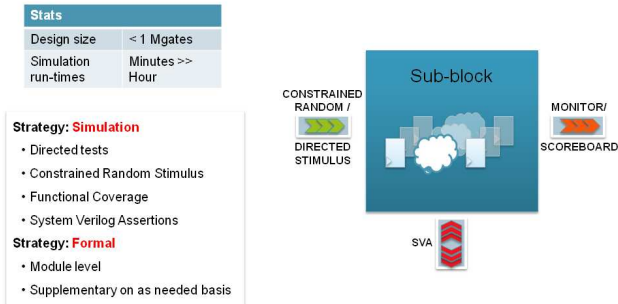 Stats
Design size < 1 Mgates
Simulation Minutes >>
run-times Hour
Strategy: Simulation
• Directed tests
• Constrained Random Stimulus
• Functional Coverage
• System Verilog Assertions
Strategy: Formal
• Module level
• Supplementary on as needed basis
Sub-block
CONSTRAINED
RANDOM /
DIRECTED
STIMULUS
MONITOR/
SCOREBOARD
SVA